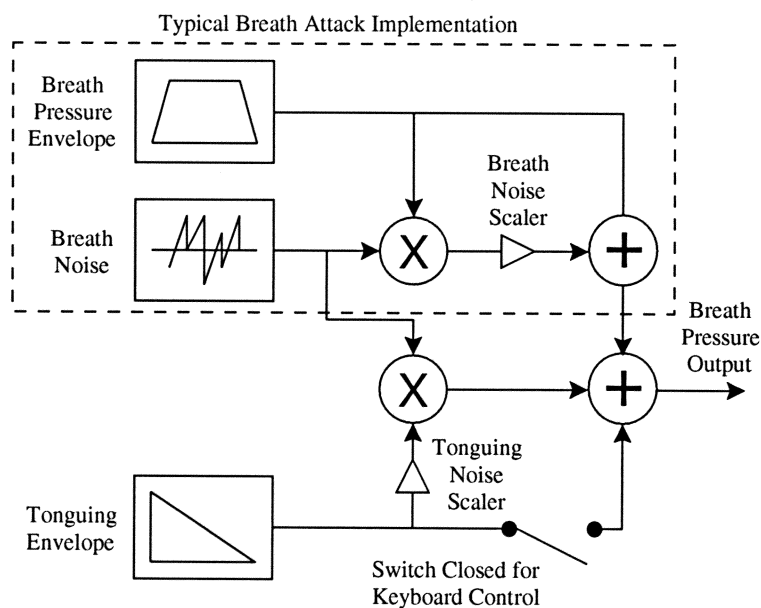 Typical Breath Attack Implementation
Breath
Pressure
Envelope
Breath
Noise
Scaler
Breath
Noise
X
+
Breath
Pressure
Output
X
+
Tonguing
Noise
Scaler
Tonguing
Envelope
Switch Closed for
Keyboard Control